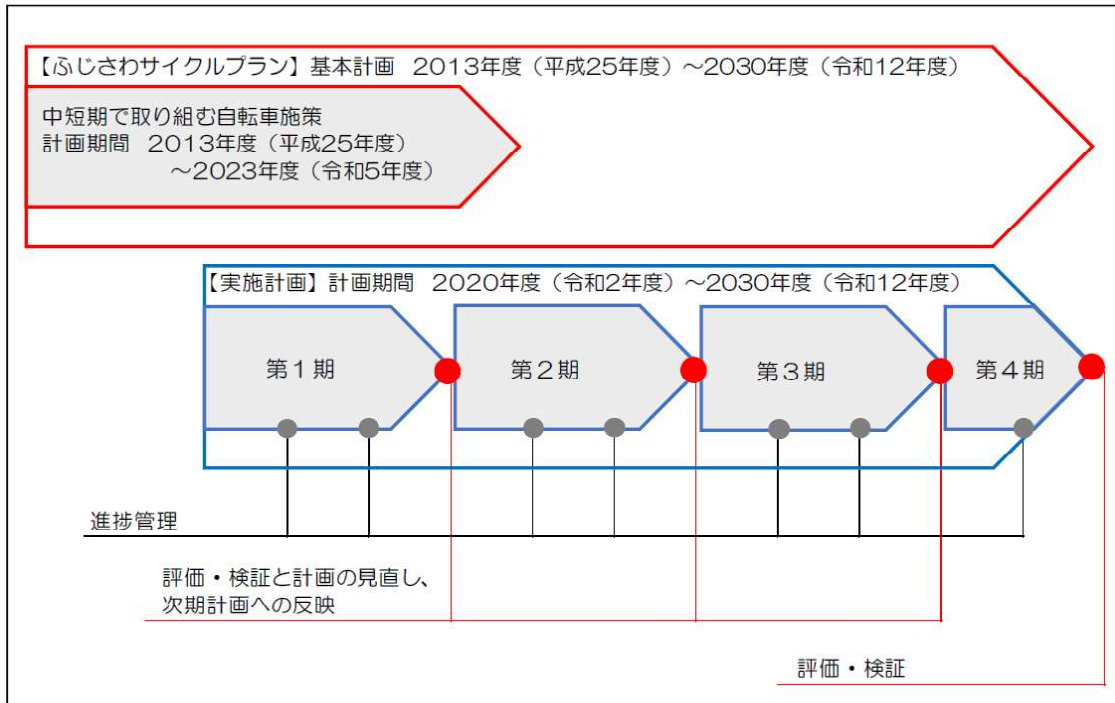 【ふじさわサイクルプラン】基本計画 2013年度（平成25年度）～2030年度（令和12年度）
中短期で取り組む自転車施策
計画期間 2013年度（平成25年度）
～2023年度（令和5年度）
【実施計画】計画期間 2020年度（令和2年度）～2030年度（令和12年度）
第１期
第２期
第３期
第４期
進捗管理
評価・検証と計画の見直し、
次期計画への反映
評価・検証